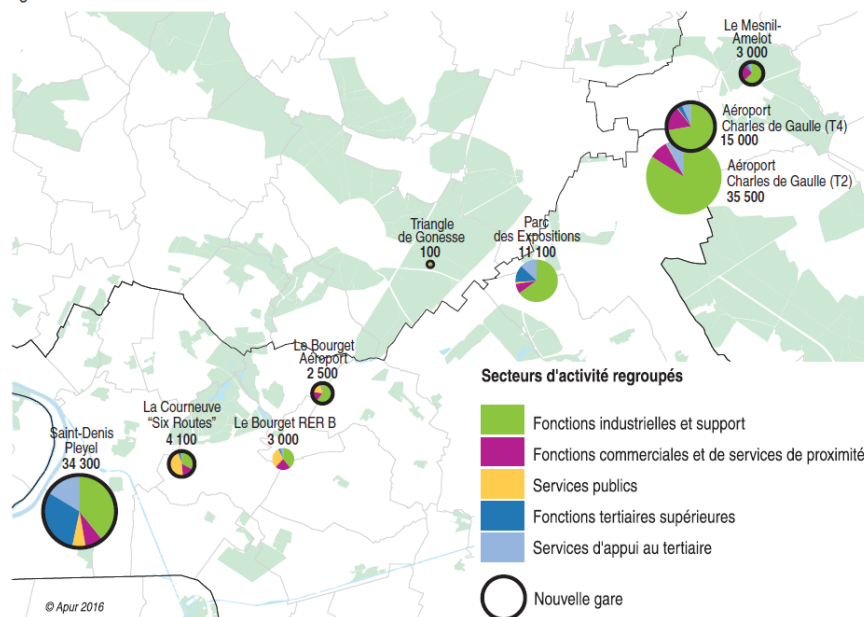 Le Mesnil-
Amelot
3 000
Aéroport
Charles de Gaulle (T4)
15 000
Aéroport
Charles de Gaulle (T2)
35 500
Triangle
de Gonesse
100
Parc
des Expositions
11 100
Le Bourget
Aéroport
2 500
La Courneuve
"Six Routes"
4 100
Le Bourget RER B
3 000
Saint-Denis
Pleyel
34 300
Secteurs d'activité regroupés
Fonctions industrielles et support
Fonctions commerciales et de services de proximité
Services publics
Fonctions tertiaires supérieures
Services d'appui au tertiaire
Nouvelle gare
© Apur 2016